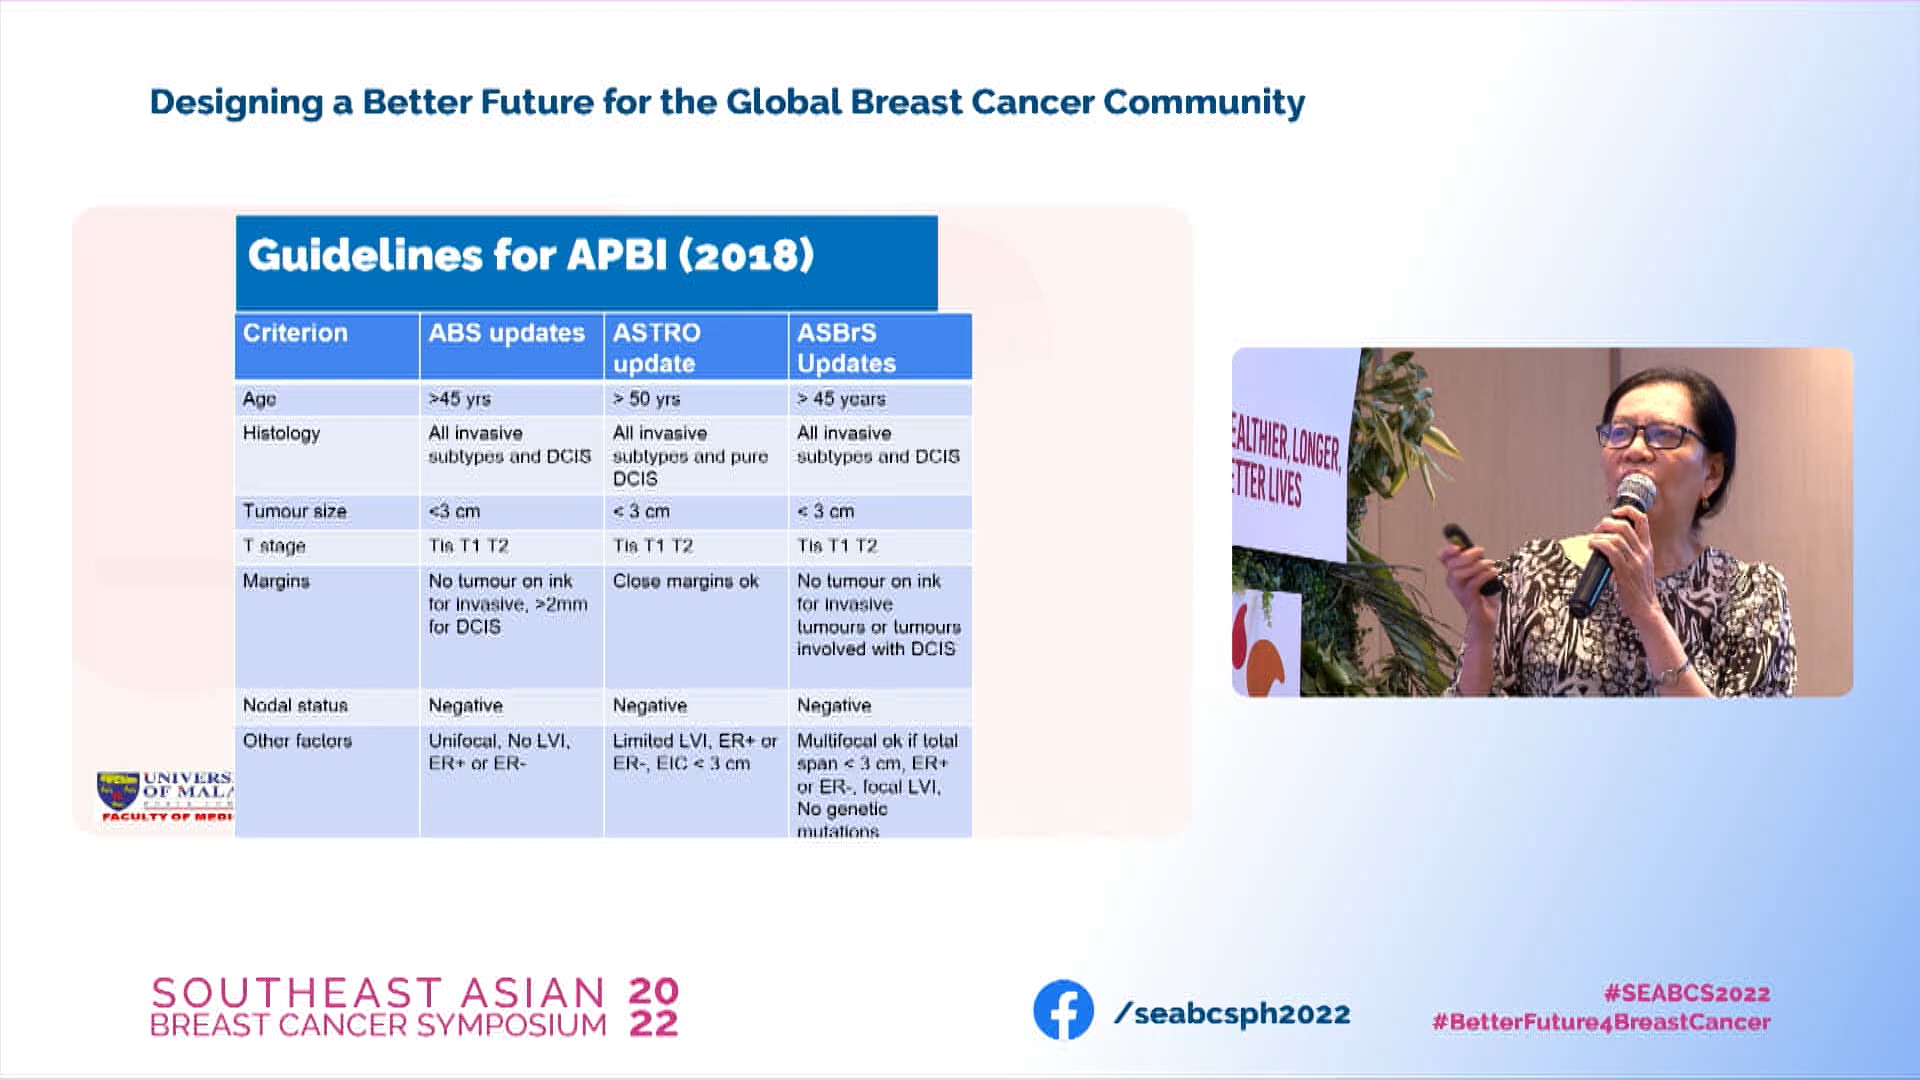 Designing a Better Future for the Global Breast Cancer Community
Guidelines for APBI (2018)
Criterion
ABS updates
ASTRO
update
ASBrS
Updates
Age
>45 yrs
> 50 yrs
> 45 years
Histology
All invasive
subtypes and DCIS
All invasive
subtypes and pure
DCIS
All invasive
subtypes and DCIS
Tumour size
<3 cm
< 3 cm
< 3 cm
T stage
Tis T1 T2
Tis T1 T2
Tis T1 T2
Margins
No tumour on ink
for Invasive, >2mm
for DCIS
Close margins ok
No tumour on ink
for Invasive
tumours or tumours
involved with DCIS
Nodal status
Negative
Negative
Negative
Other factors
Unifocal, No LVI,
ER+ or ER-
Limited LVI, ER+ or
ER-, EIC < 3 cm
Multifocal ok if total
span < 3 cm, ER+
or ER-, focal LVI,
No genetic
mutations
UNIVERS
OF MALA
FACULTY OF MEDI
EALTHIER, LONGER,
ETTER LIVES
SOUTHEAST ASIAN 20
BREAST CANCER SYMPOSIUM 22
/seabcsph2022
#SEABCS2022
#BetterFuture4BreastCancer